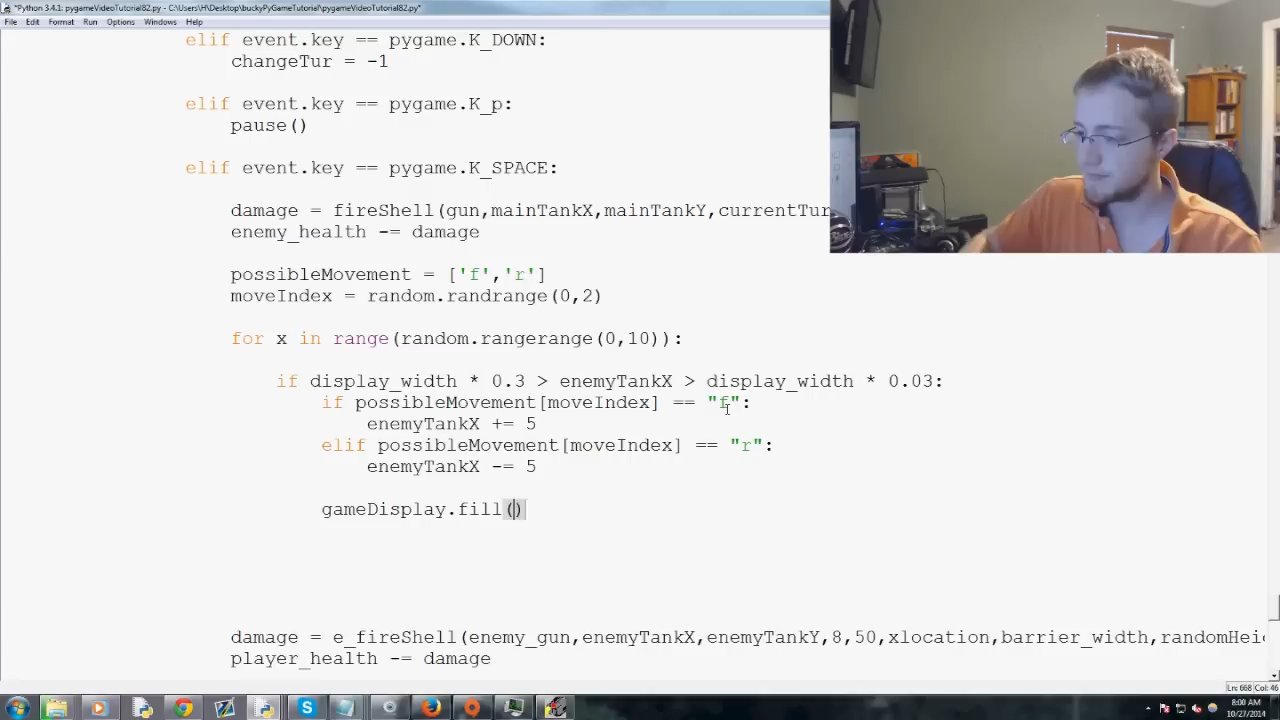 *Python 3.4.1: pygameVideoTutorial82.py - C:\Users\H\Desktop\buckyPyGameTutorial\pygameVideoTutorial82.py*
File Edit Format Run Options Windows Help
elif event.key == pygame.K_DOWN:
changeTur = -1
elif event.key == pygame.K_p:
pause()
elif event.key == pygame.K_SPACE:
damage = fireShell(gun,mainTankX,mainTankY,currentTur
enemy_health -= damage
possibleMovement = ['f','r']
moveIndex = random.randrange(0,2)
for x in range(random.rangerange(0,10)):
if display_width * 0.3 > enemyTankX > display_width * 0.03:
if possibleMovement[moveIndex] == "f":
enemyTankX += 5
elif possibleMovement[moveIndex] == "r":
enemyTankX -= 5
gameDisplay.fill()
damage = e_fireShell(enemy_gun,enemyTankX,enemyTankY,8,50,xlocation,barrier_width,randomHei
player_health -= damage
Ln: 668 Col: 46
8:00 AM
10/27/2014